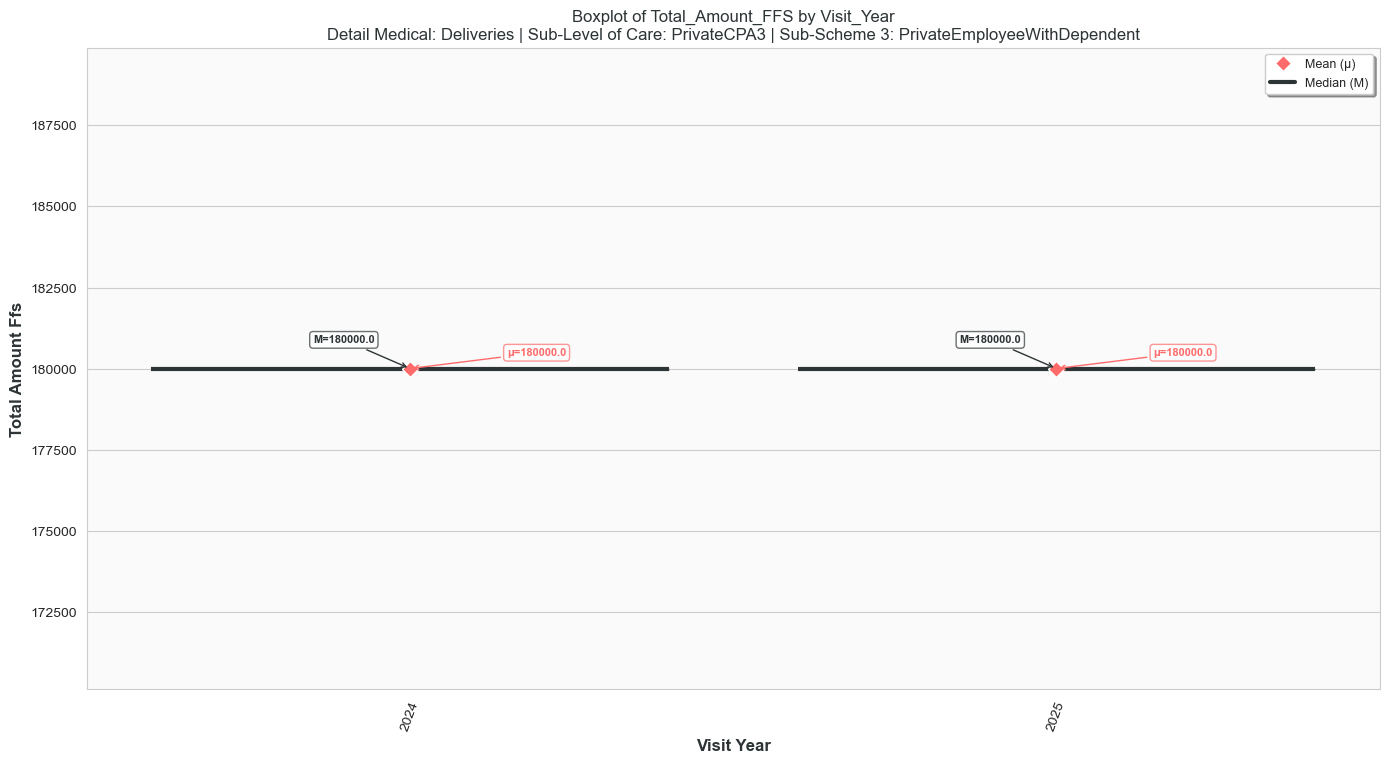 Boxplot of Total_Amount_FFS by Visit_Year
Detail Medical: Deliveries | Sub-Level of Care: PrivateCPA3 | Sub-Scheme 3: PrivateEmployeeWithDependent
Mean (μ)
Median (M)
Total Amount Ffs
187500
185000
182500
180000
177500
175000
172500
M=180000.0
μ=180000.0
M=180000.0
μ=180000.0
2024
2025
Visit Year